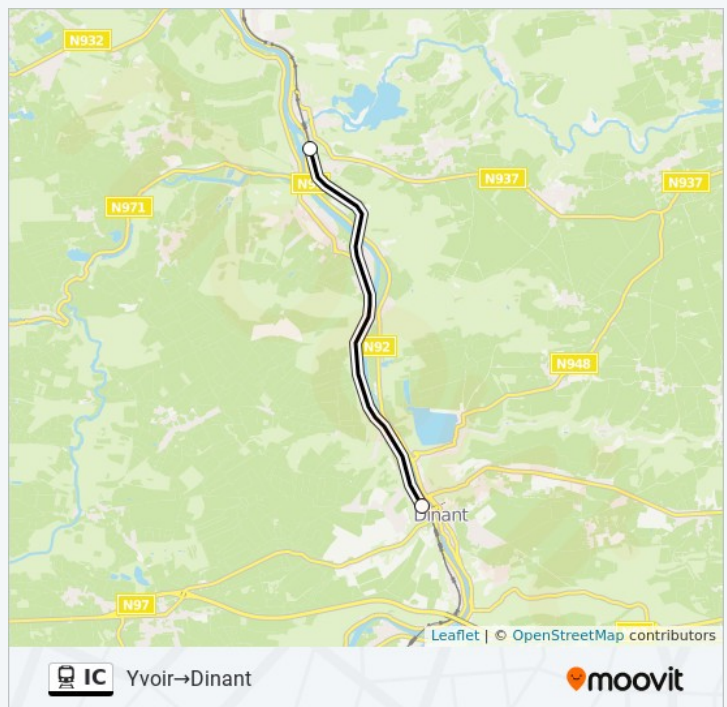 N932
N937
N937
N971
N92
N948
Dinant
N97
Leaflet | © OpenStreetMap contributors
IC Yvoir→Dinant
moovit